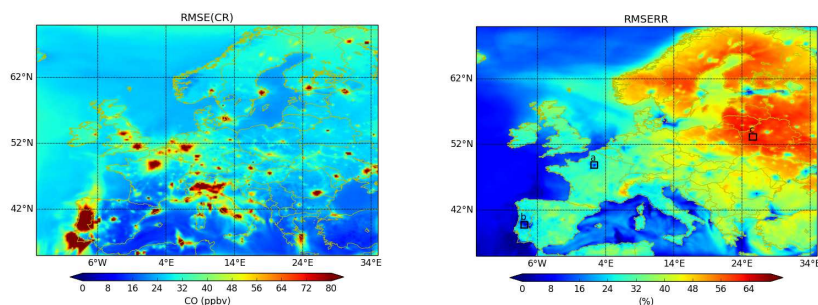 RMSE(CR)
62°N
52°N
42°N
6°W
4°E
14°E
24°E
34°E
0 8 16 24 32 40 48 56 64 72 80
CO (ppbv)
RMSERR
62°N
52°N
42°N
a
b
c
6°W
4°E
14°E
24°E
34°E
0 8 16 24 32 40 48 56 64
(%)